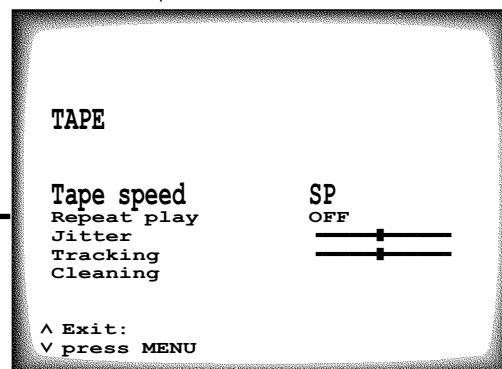 TAPE
Tape speed SP
Repeat play OFF
Jitter
Tracking
Cleaning
^ Exit:
v press MENU